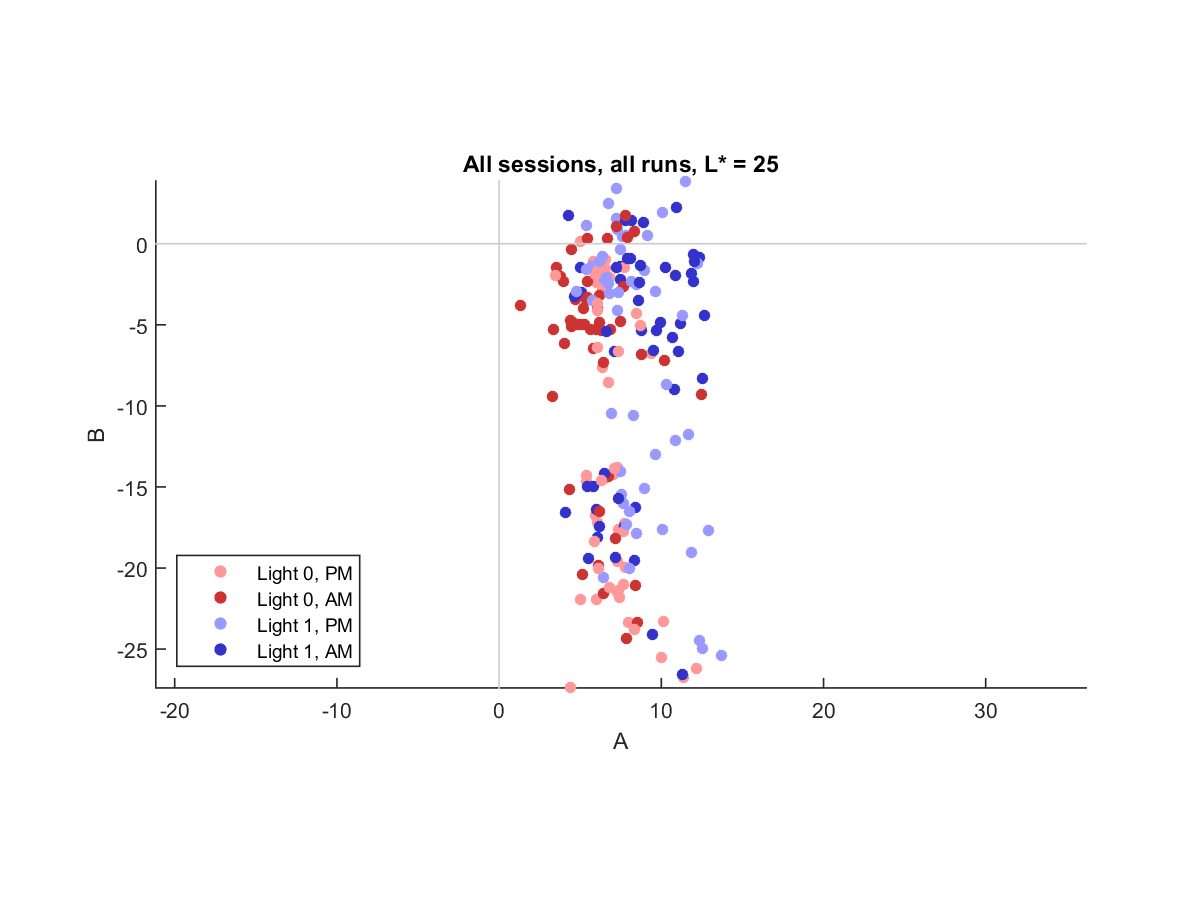 All sessions, all runs, L* = 25
B
0
-5
-10
-15
-20
-25
Light 0, PM
Light 0, AM
Light 1, PM
Light 1, AM
-20 -10 0 10 20 30
A